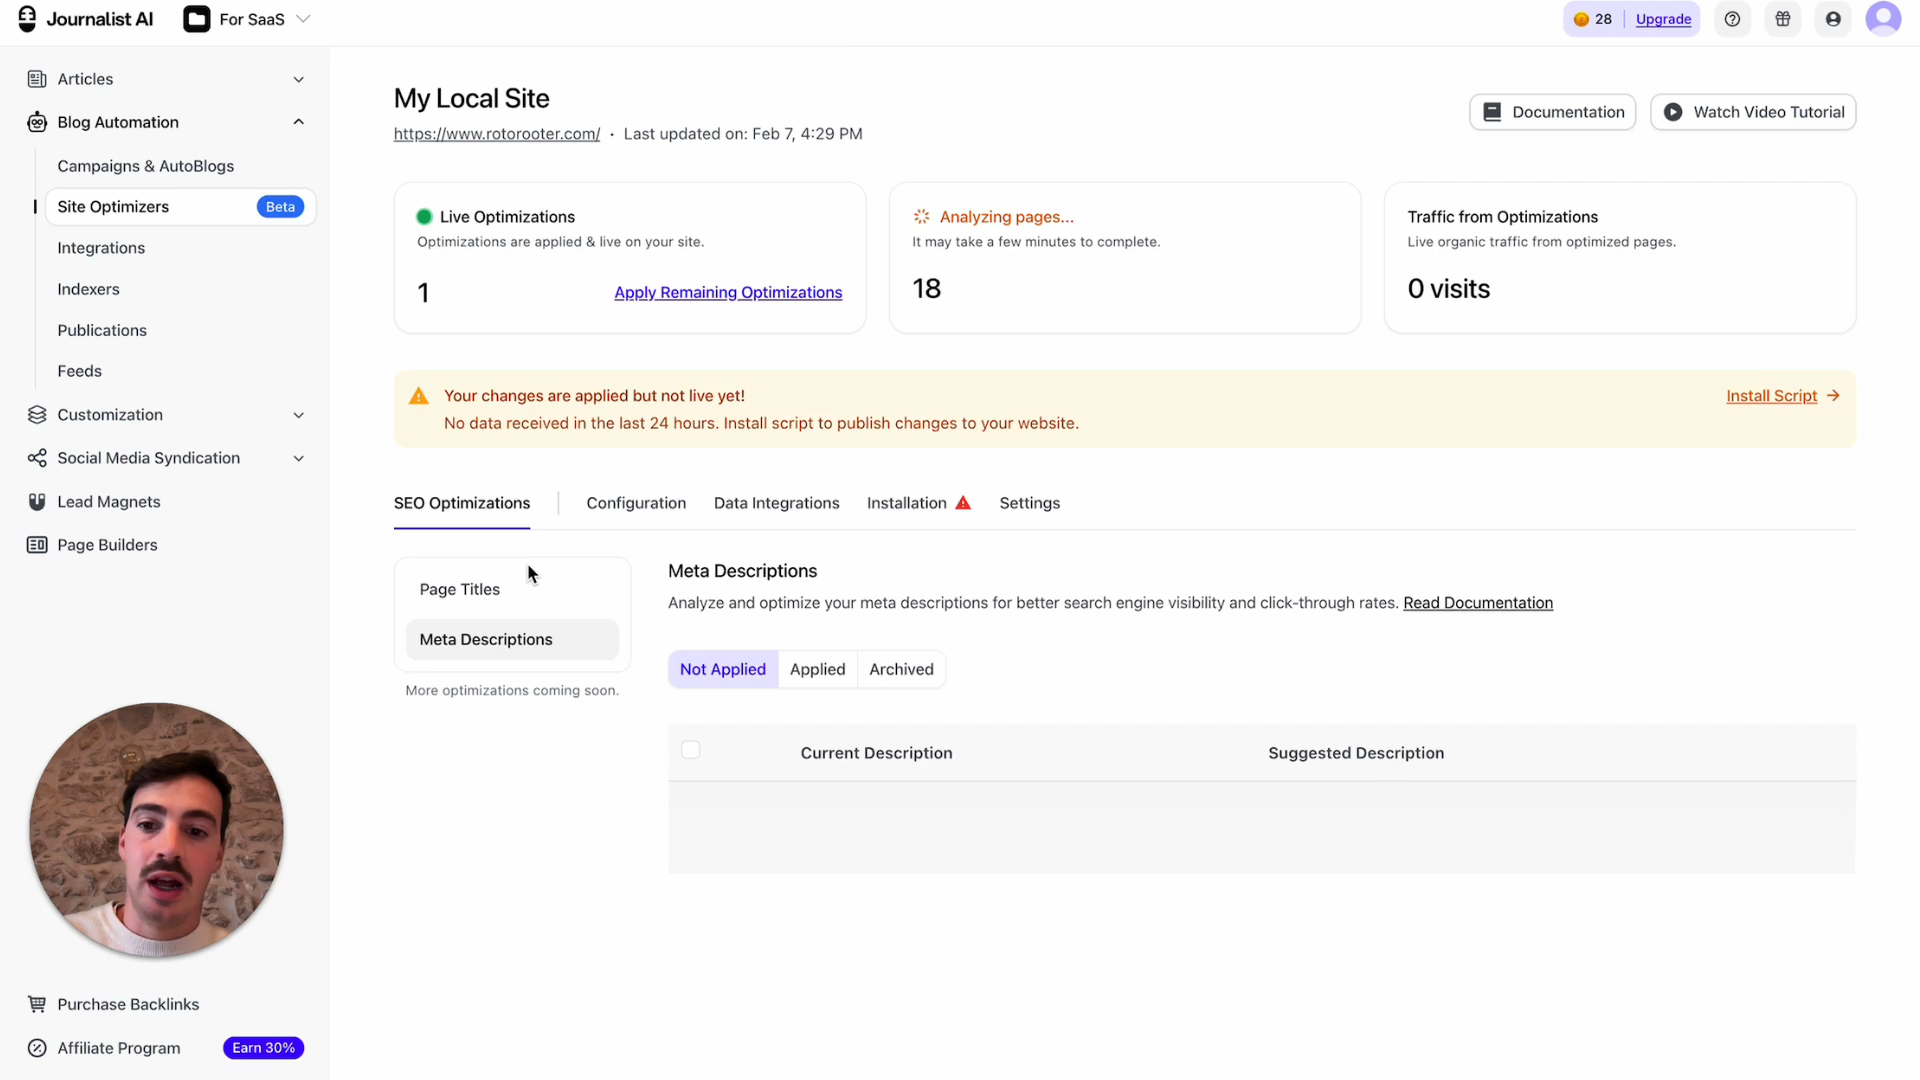 Journalist AI
For SaaS
28
Upgrade
Articles
Blog Automation
Campaigns & AutoBlogs
Site Optimizers
Beta
Integrations
Indexers
Publications
Feeds
Customization
Social Media Syndication
Lead Magnets
Page Builders
Purchase Backlinks
Affiliate Program
Earn 30%
My Local Site
https://www.rotorooter.com/ · Last updated on: Feb 7, 4:29 PM
Documentation
Watch Video Tutorial
Live Optimizations
Optimizations are applied & live on your site.
1
Apply Remaining Optimizations
Analyzing pages...
It may take a few minutes to complete.
18
Traffic from Optimizations
Live organic traffic from optimized pages.
0 visits
Your changes are applied but not live yet!
No data received in the last 24 hours. Install script to publish changes to your website.
Install Script
SEO Optimizations
Configuration
Data Integrations
Installation
Settings
Page Titles
Meta Descriptions
More optimizations coming soon.
Meta Descriptions
Analyze and optimize your meta descriptions for better search engine visibility and click-through rates. Read Documentation
Not Applied
Applied
Archived
Current Description
Suggested Description